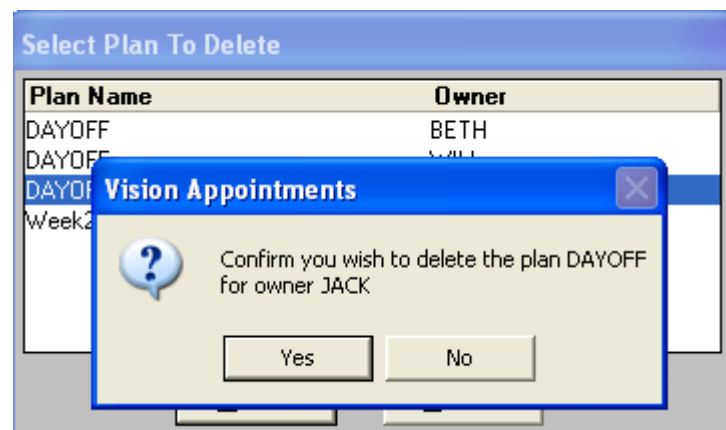 Select Plan To Delete
Plan Name Owner
DAYOFF BETH
DAYOFF
Vision Appointments
Confirm you wish to delete the plan DAYOFF
for owner JACK
Yes No